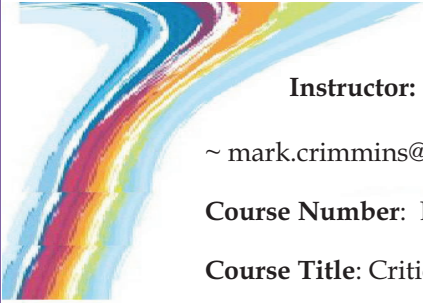 Instructor:
~ mark.crimmins@
Course Number:
Course Title: Criti